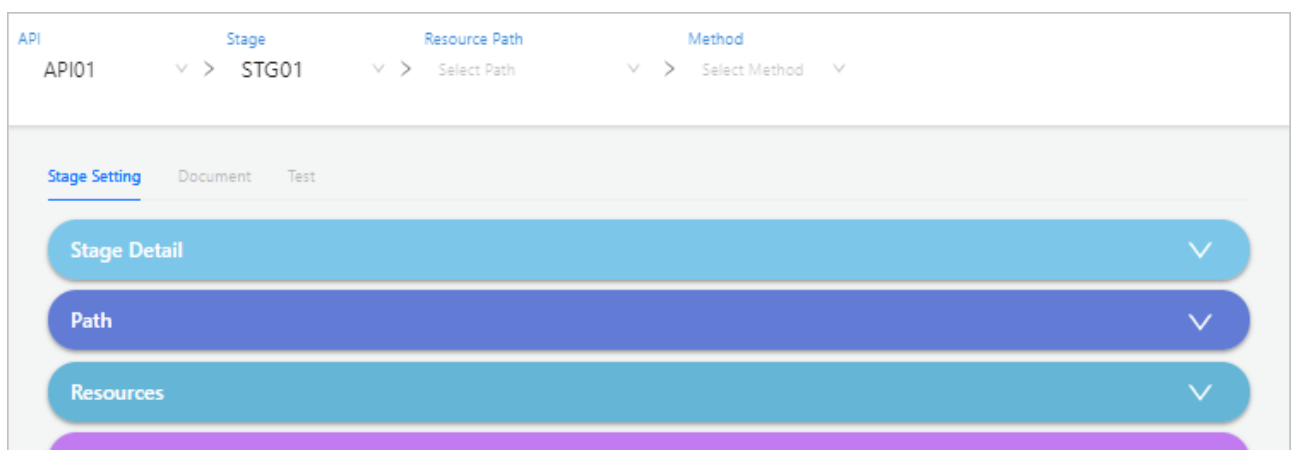 API Stage Resource Path Method
API01 > STG01 > Select Path > Select Method
Stage Setting Document Test
Stage Detail
Path
Resources